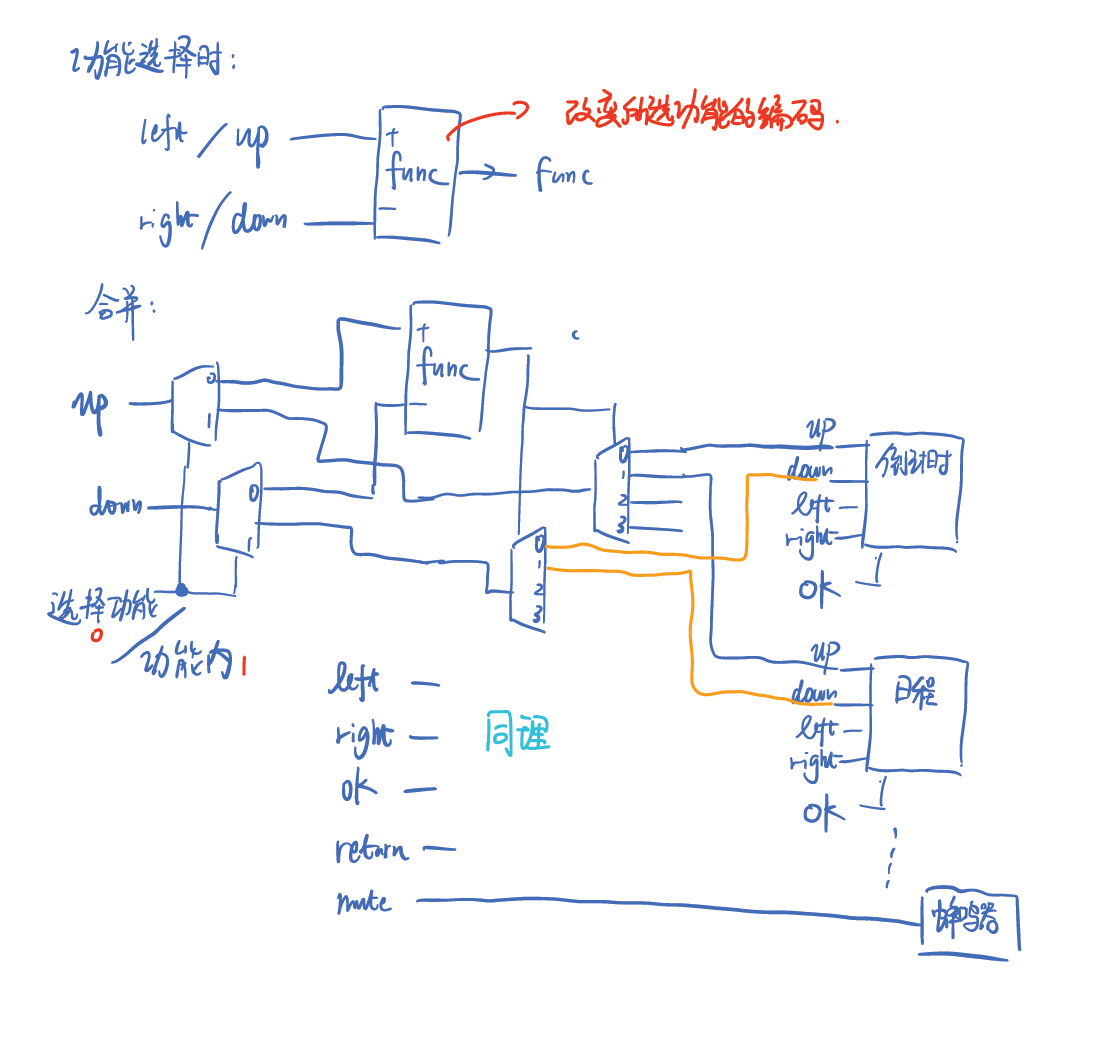 功能选择时:
left / up
+
func
-
func
改变所选功能的编码.
right / down
合并:
up
0
1
+
func
-
down
0
1
选择功能
0
功能内 1
0
1
2
3
0
1
2
3
up
down
left
right
ok
倒计时
up
down
left
right
ok
日程
left
right
同理
ok
return
mute
蜂鸣器